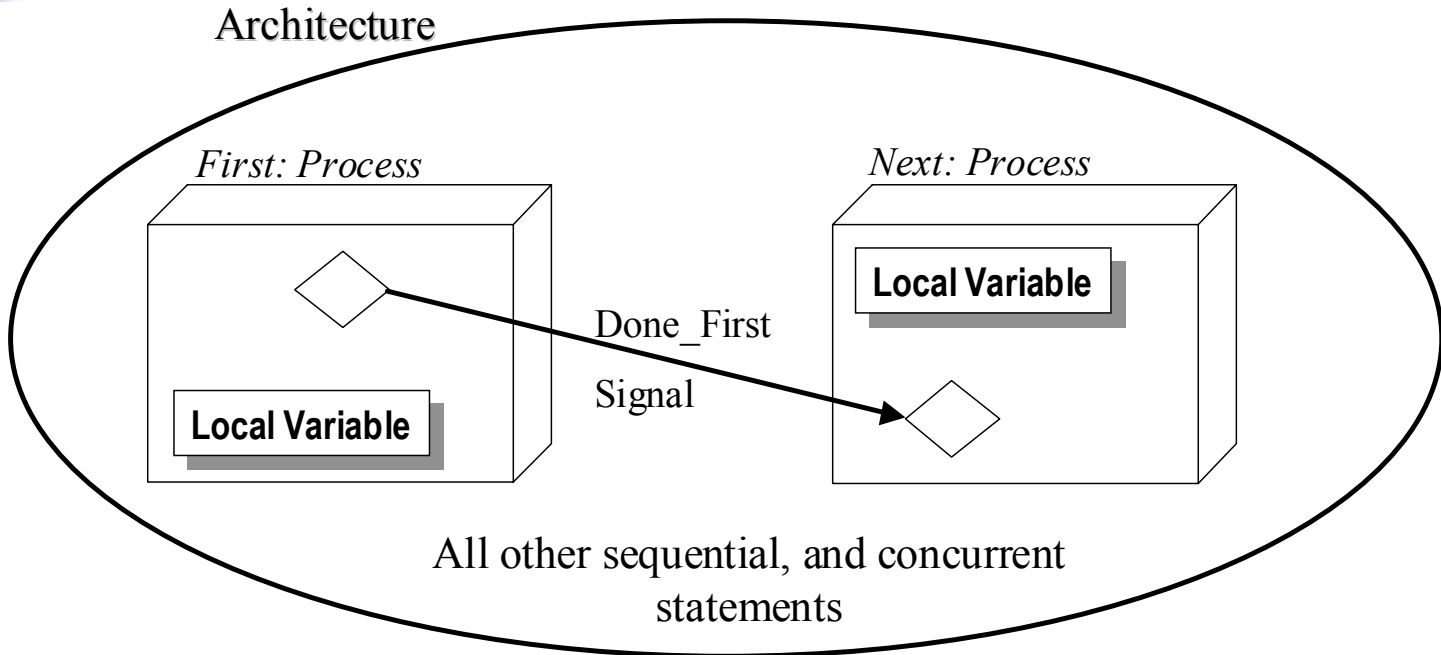 Architecture
First: Process
Next: Process
Local Variable
Done_First
Signal
Local Variable
All other sequential, and concurrent
statements